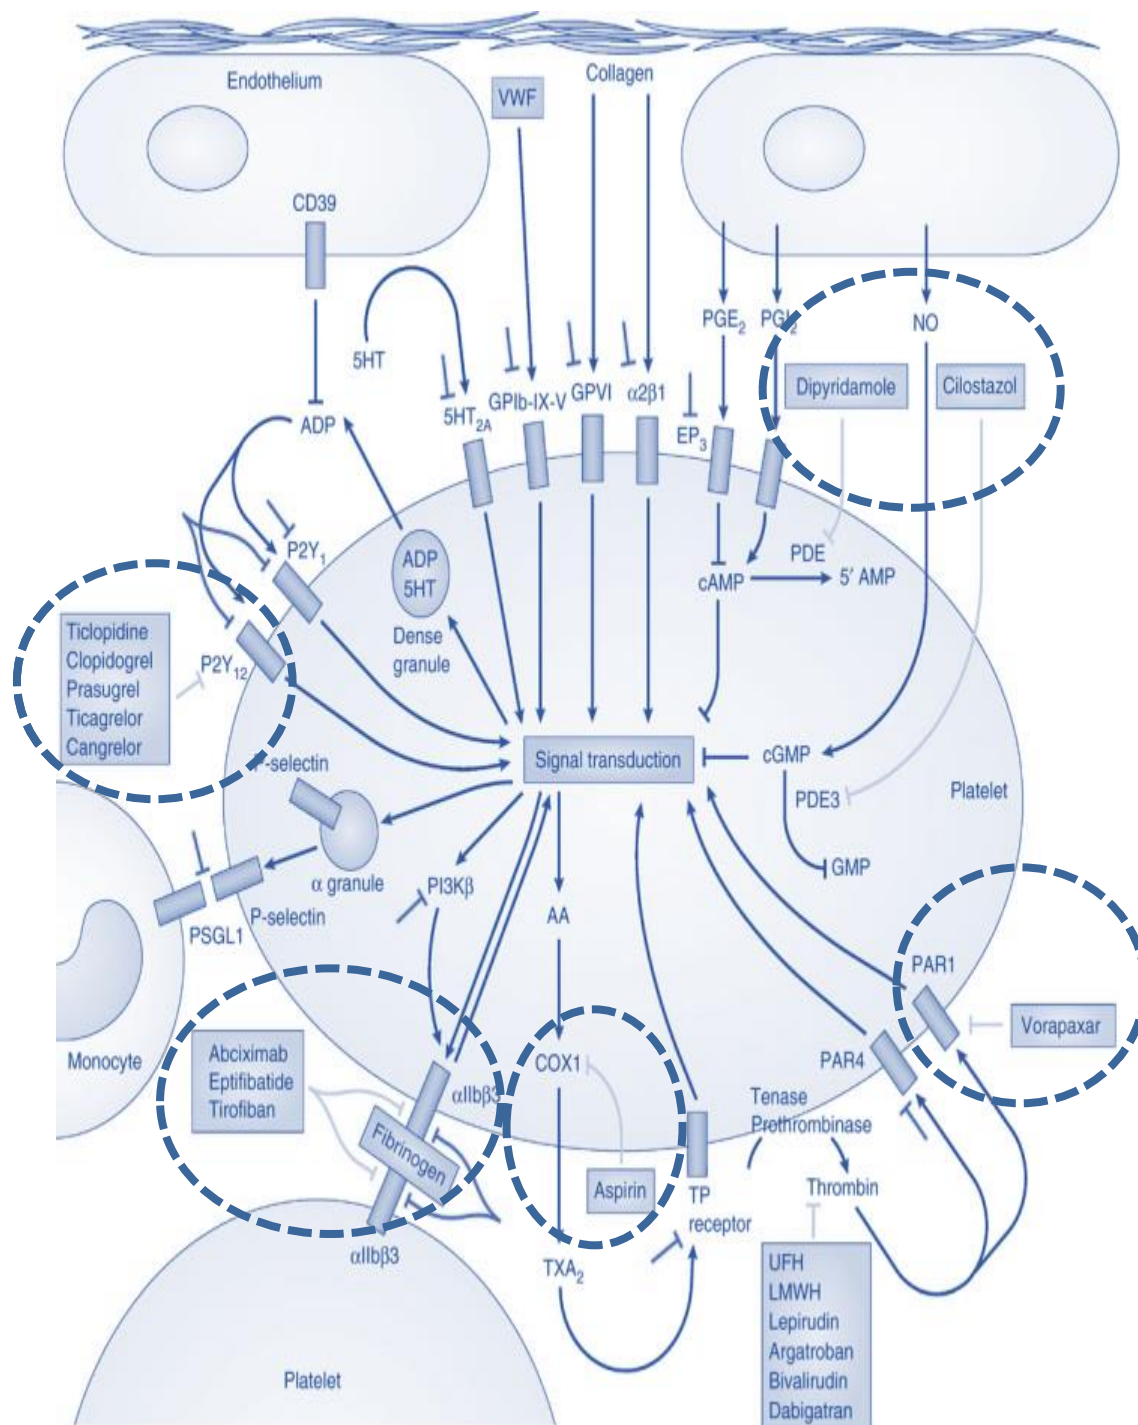 Endothelium
VWF
Collagen
CD39
5HT
ADP
5HT2A
GPIb-IX-V
GPVI
α2β1
EP3
PGE2
PGI2
NO
Dipyridamole
Cilostazol
P2Y1
ADP
5HT
Dense
granule
PDE
cAMP
5' AMP
Ticlopidine
Clopidogrel
Prasugrel
Ticagrelor
Cangrelor
P2Y12
Signal transduction
cGMP
PDE3
GMP
Platelet
P-selectin
α granule
P-selectin
PSGL1
Monocyte
PI3Kβ
AA
PAR1
Vorapaxar
PAR4
Abciximab
Eptifibatide
Tirofiban
αIIbβ3
Fibrinogen
αIIbβ3
COX1
Aspirin
TXA2
TP
receptor
Tenase
Prothrombinase
Thrombin
UFH
LMWH
Lepirudin
Argatroban
Bivalirudin
Dabigatran
Platelet